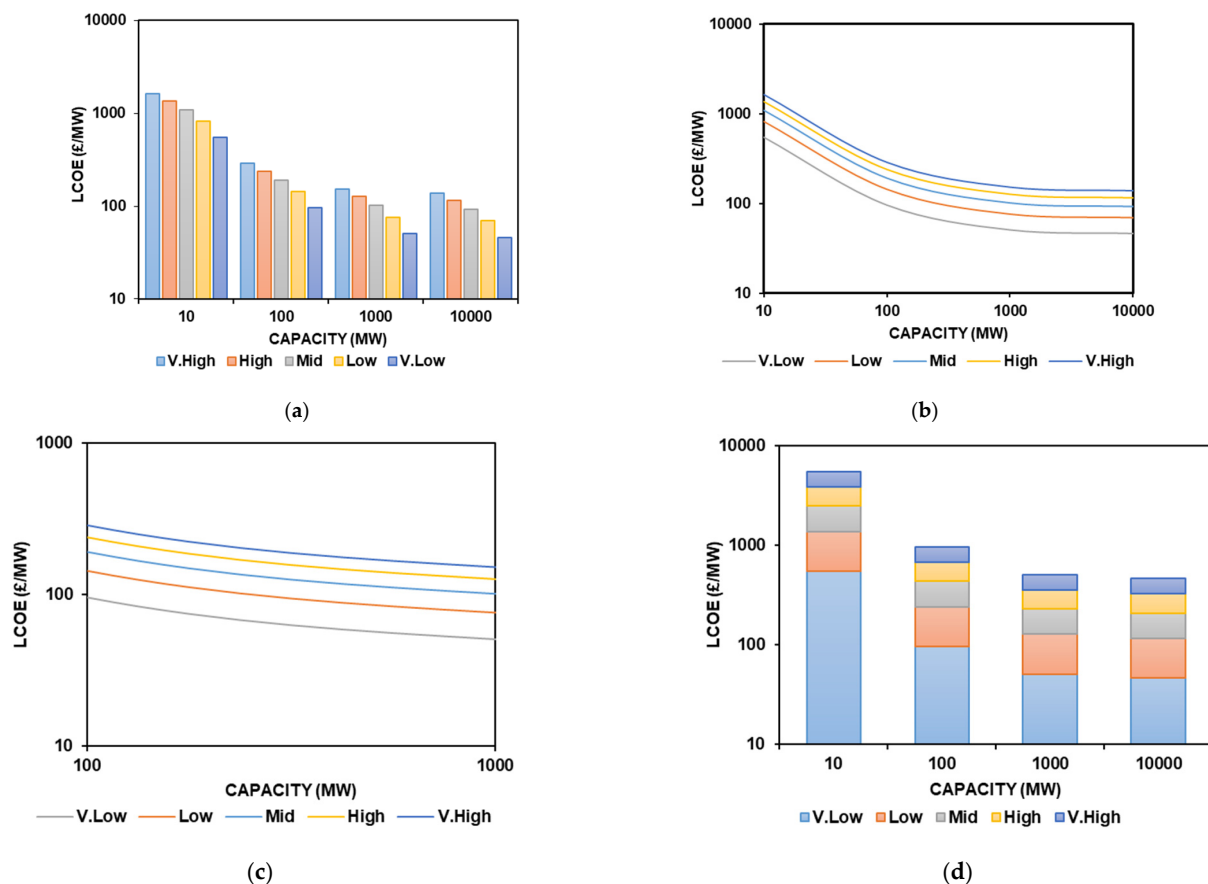 10000
1000
100
10
LCOE (£/MW)
10 100 1000 10000
CAPACITY (MW)
V.High High Mid Low V.Low
(a)
10000
1000
100
10
LCOE (£/MW)
10 100 1000 10000
CAPACITY (MW)
V.Low Low Mid High V.High
(b)
1000
100
10
LCOE (£/MW)
100 1000
CAPACITY (MW)
V.Low Low Mid High V.High
(c)
10000
1000
100
10
LCOE (£/MW)
10 100 1000 10000
CAPACITY (MW)
V.Low Low Mid High V.High
(d)